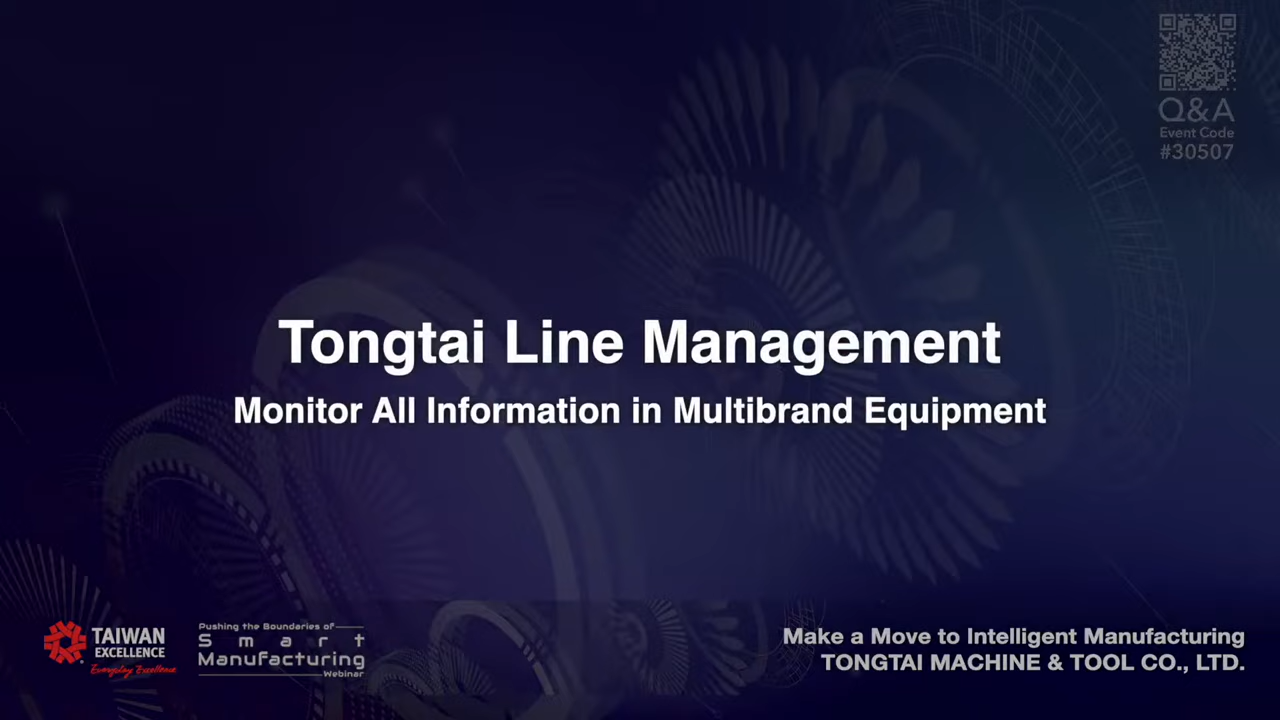 Q&A
Event Code
#30507
Tongtai Line Management
Monitor All Information in Multibrand Equipment
TAIWAN
EXCELLENCE
Everyday Excellence
Pushing the Boundaries of
Smart
Manufacturing
Webinar
Make a Move to Intelligent Manufacturing
TONGTAI MACHINE & TOOL CO., LTD.